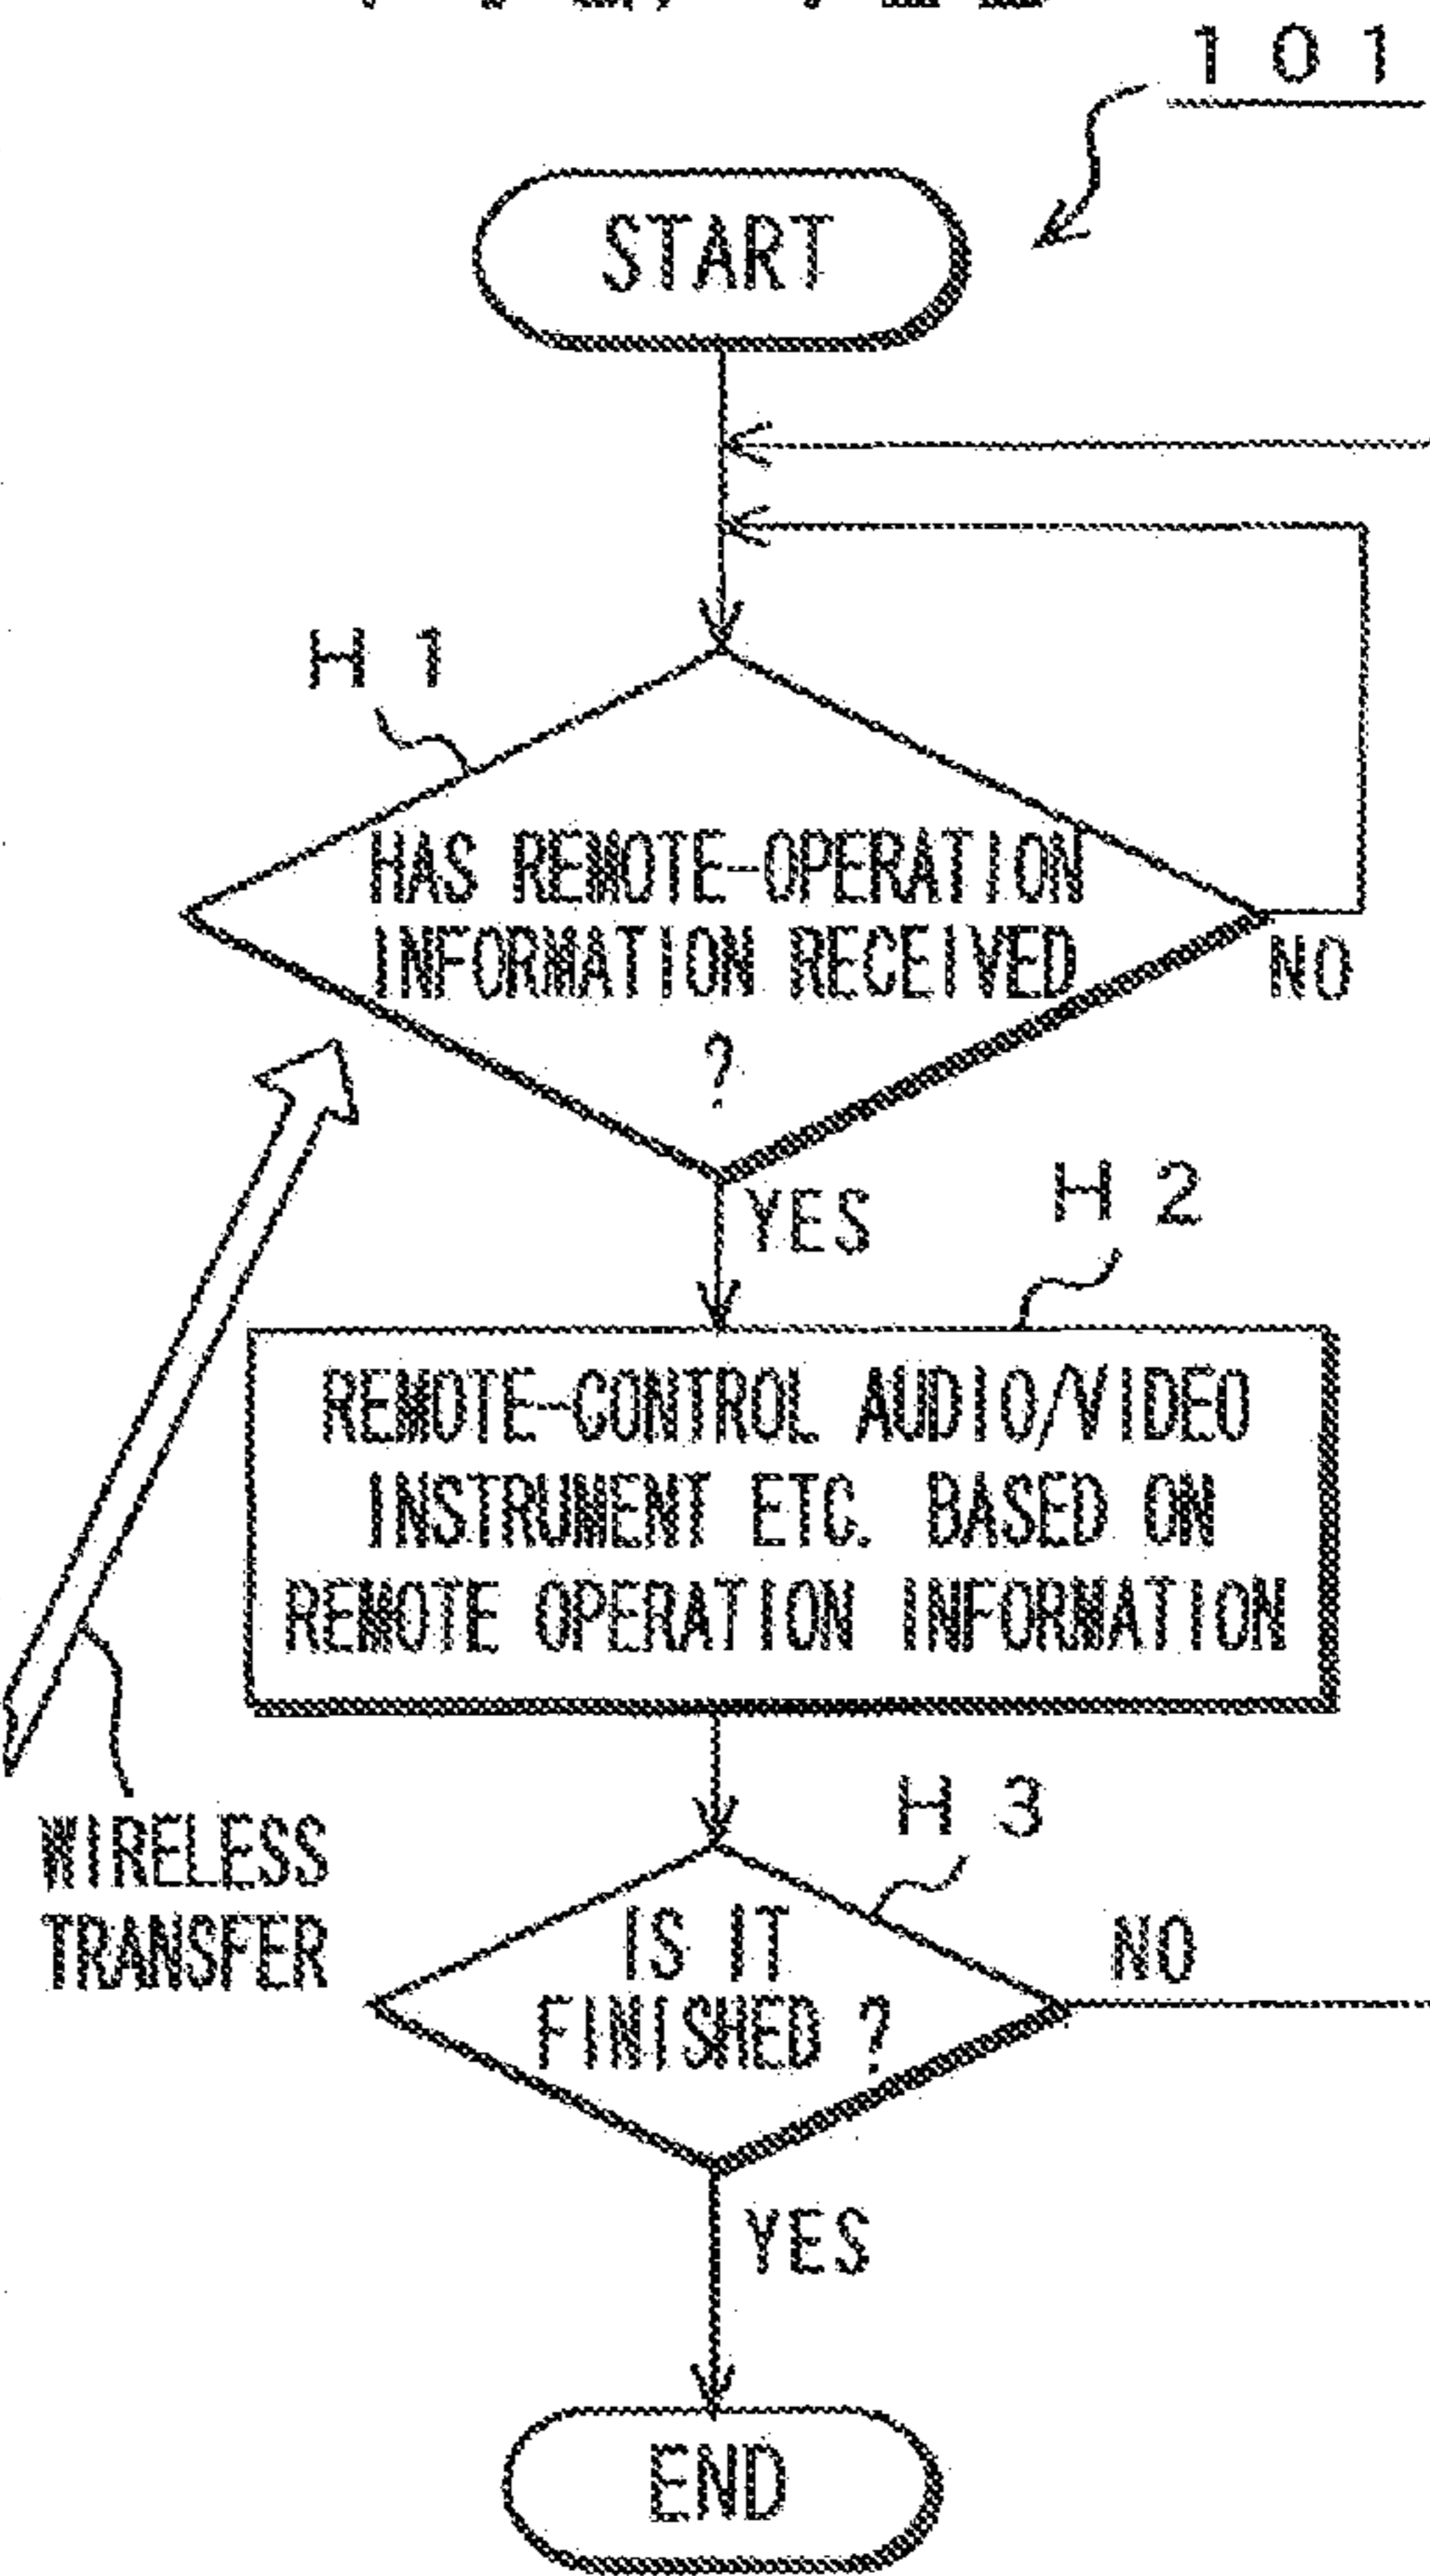 101
START
H1
HAS REMOTE-OPERATION
INFORMATION RECEIVED
?
NO
YES
H2
REMOTE-CONTROL AUDIO/VIDEO
INSTRUMENT ETC. BASED ON
REMOTE OPERATION INFORMATION
WIRELESS
TRANSFER
H3
IS IT
FINISHED ?
NO
YES
END